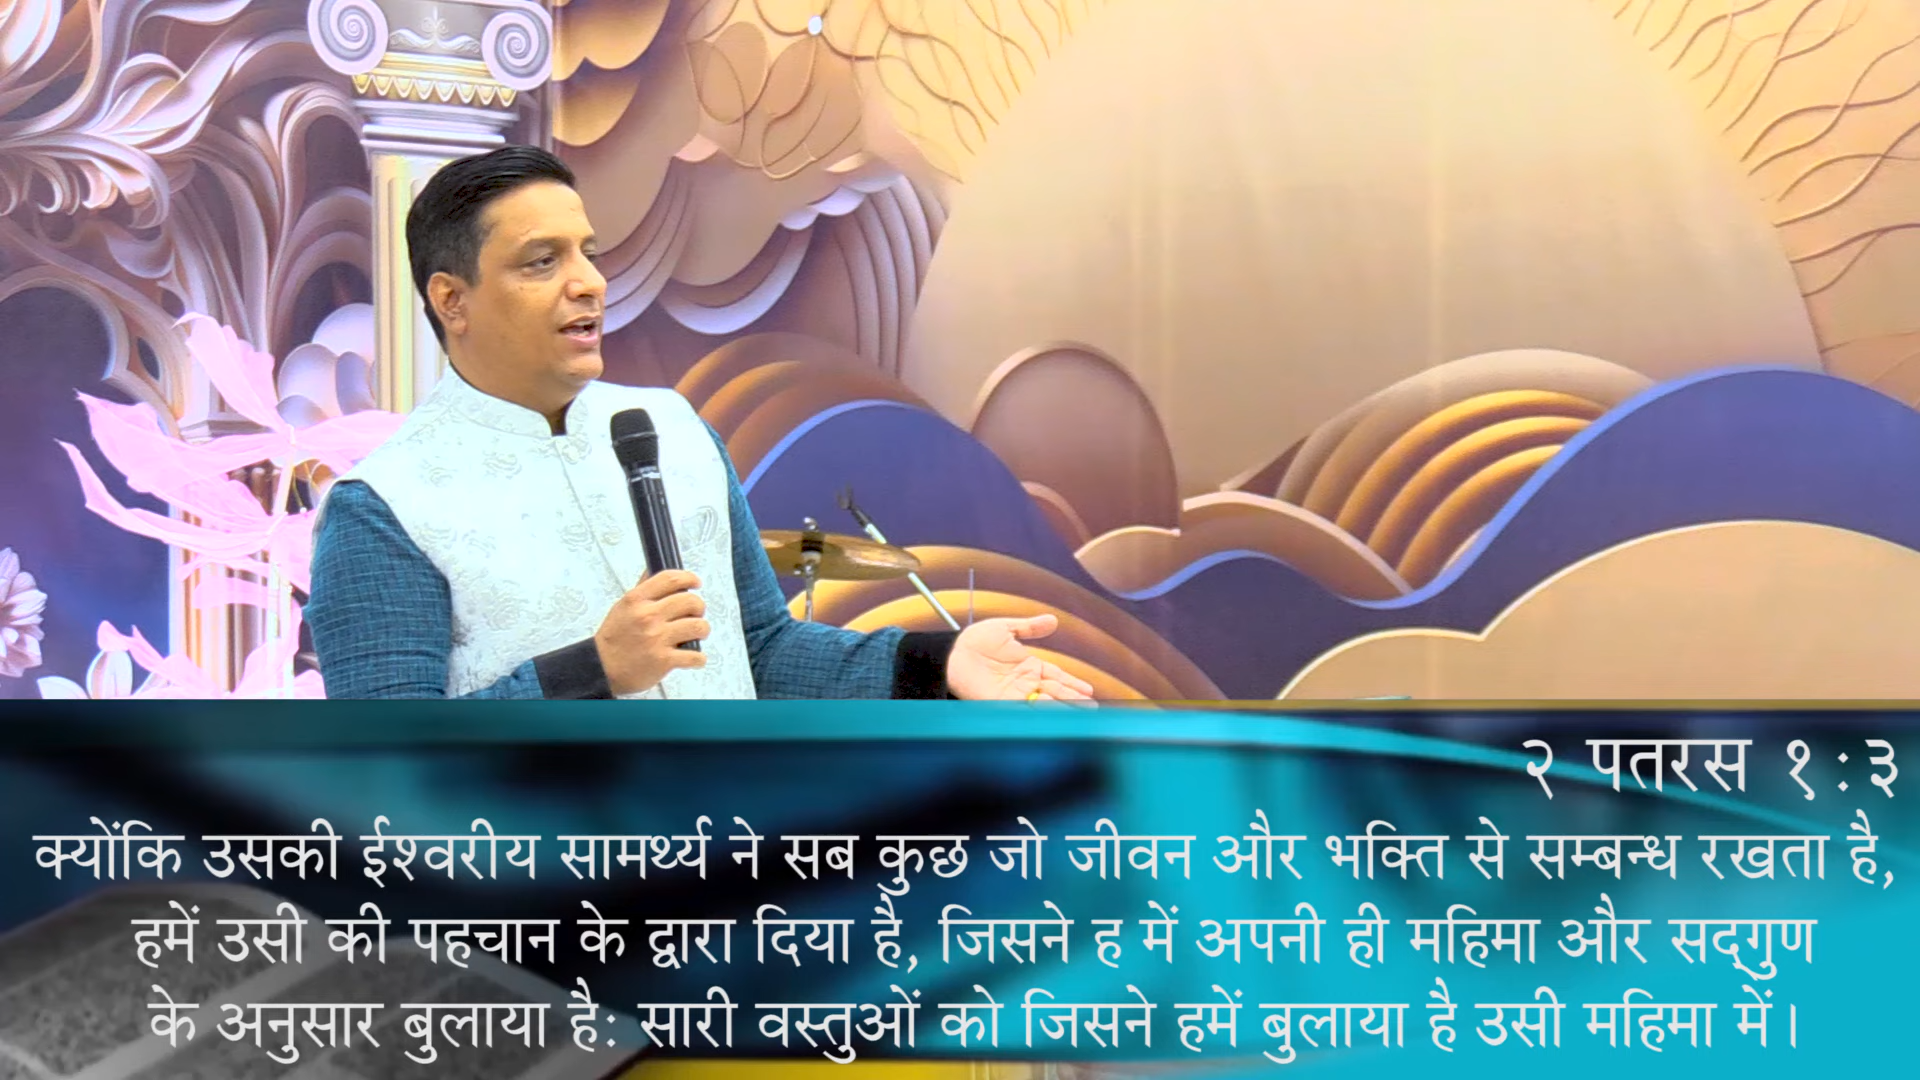 २ पतरस १:३
क्योंकि उसकी ईश्वरीय सामर्थ्य ने सब कुछ जो जीवन और भक्ति से सम्बन्ध रखता है,
हमें उसी की पहचान के द्वारा दिया है, जिसने ह में अपनी ही महिमा और सद्‌गुण
के अनुसार बुलाया है: सारी वस्तुओं को जिसने हमें बुलाया है उसी महिमा में।